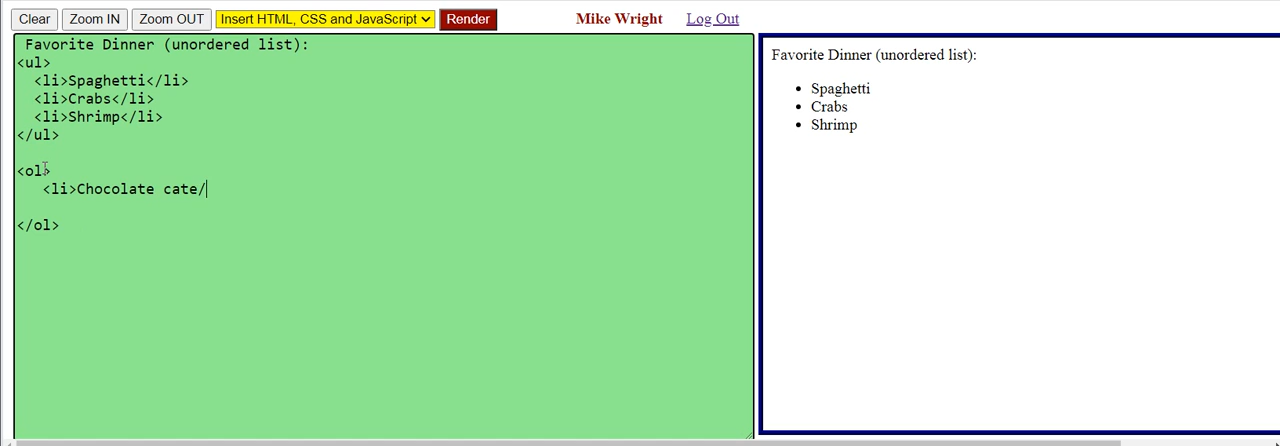 Clear Zoom IN Zoom OUT Insert HTML, CSS and JavaScript Render Mike Wright Log Out
Favorite Dinner (unordered list):
<ul>
<li>Spaghetti</li>
<li>Crabs</li>
<li>Shrimp</li>
</ul>
<ol>
<li>Chocolate cate/
</ol>
Favorite Dinner (unordered list):
• Spaghetti
• Crabs
• Shrimp